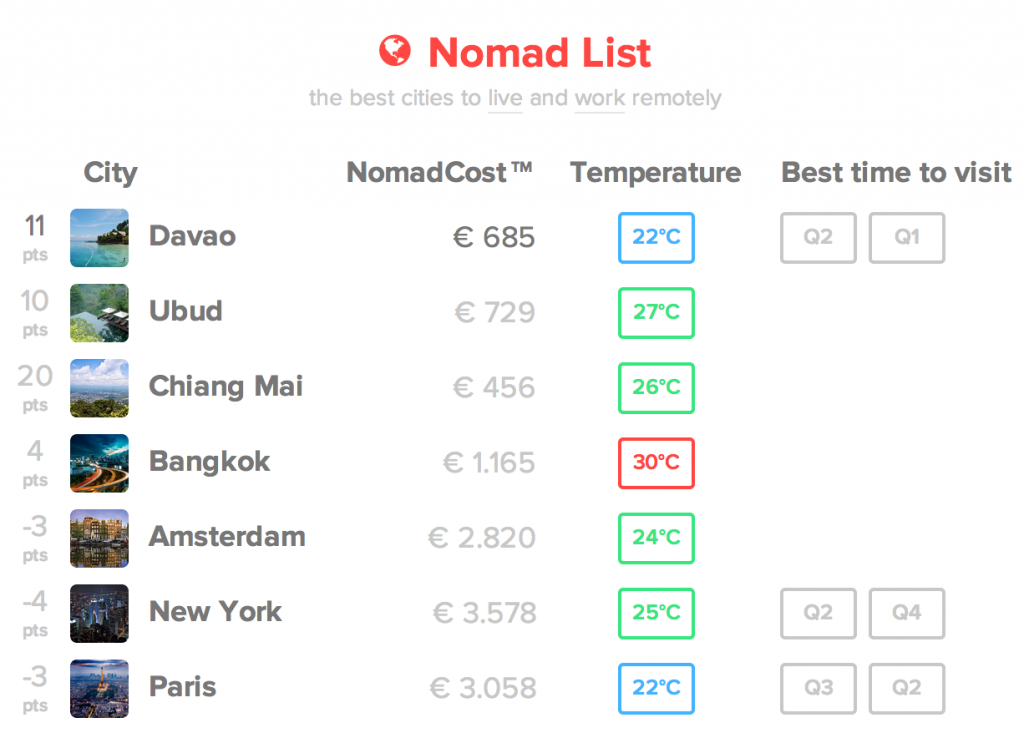 Nomad List
the best cities to live and work remotely
City NomadCost™ Temperature Best time to visit
11 pts Davao € 685 22°C Q2 Q1
10 pts Ubud € 729 27°C
20 pts Chiang Mai € 456 26°C
4 pts Bangkok € 1.165 30°C
-3 pts Amsterdam € 2.820 24°C
-4 pts New York € 3.578 25°C Q2 Q4
-3 pts Paris € 3.058 22°C Q3 Q2